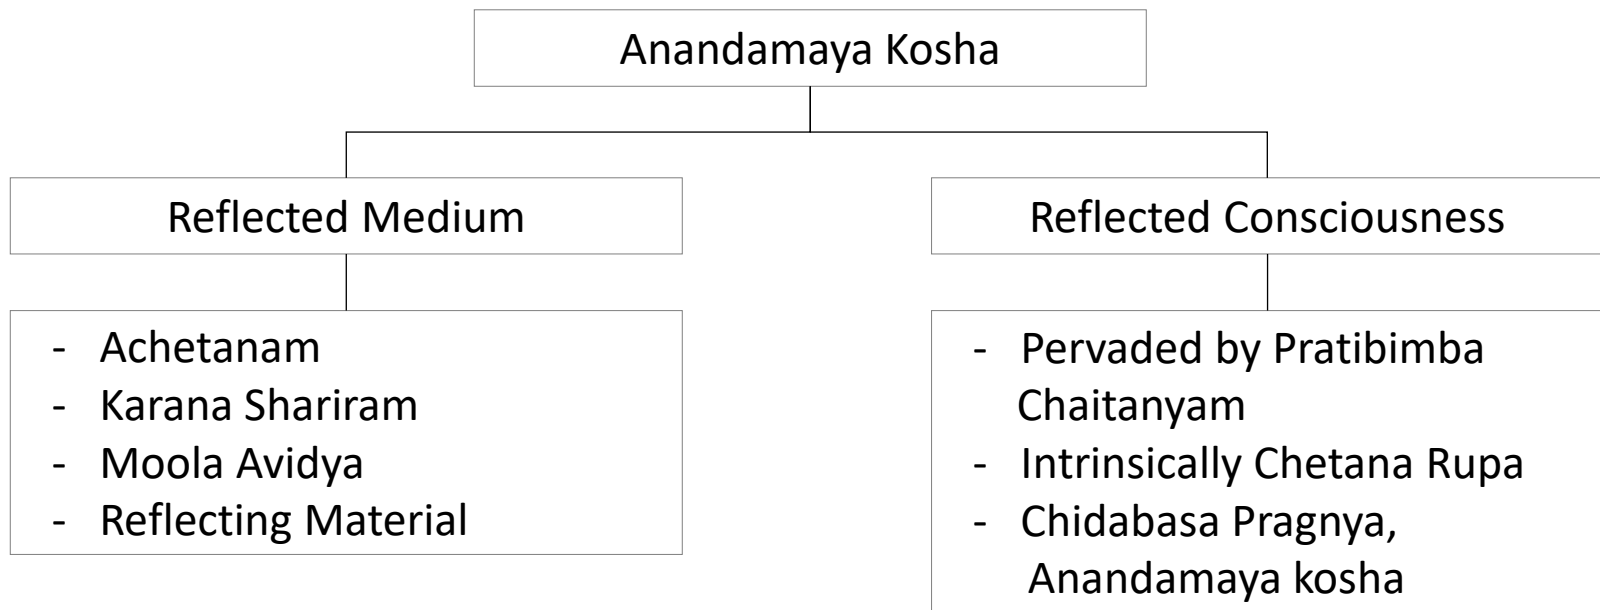 Anandamaya Kosha
Reflected Medium
Reflected Consciousness
- Achetanam
- Karana Shariram
- Moola Avidya
- Reflecting Material
- Pervaded by Pratibimba
Chaitanyam
- Intrinsically Chetana Rupa
- Chidabasa Pragnya,
Anandamaya kosha